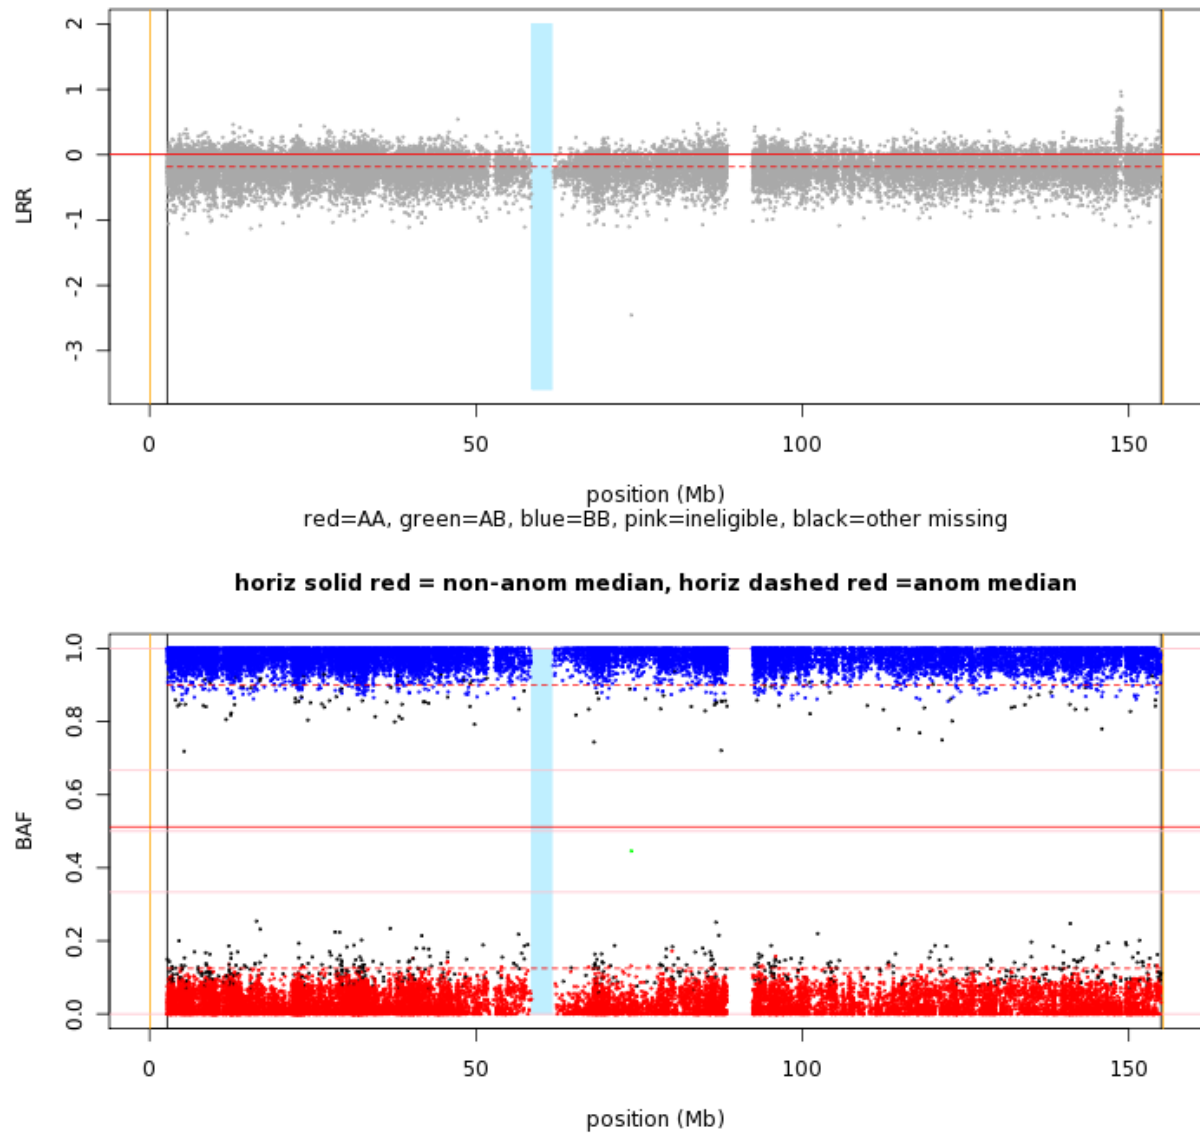 2
1
0
-1
-2
-3
LRR
0 50 100 150
position (Mb)
red=AA, green=AB, blue=BB, pink=ineligible, black=other missing
horiz solid red = non-anom median, horiz dashed red =anom median
1.0
0.8
0.6
0.4
0.2
0.0
BAF
0 50 100 150
position (Mb)